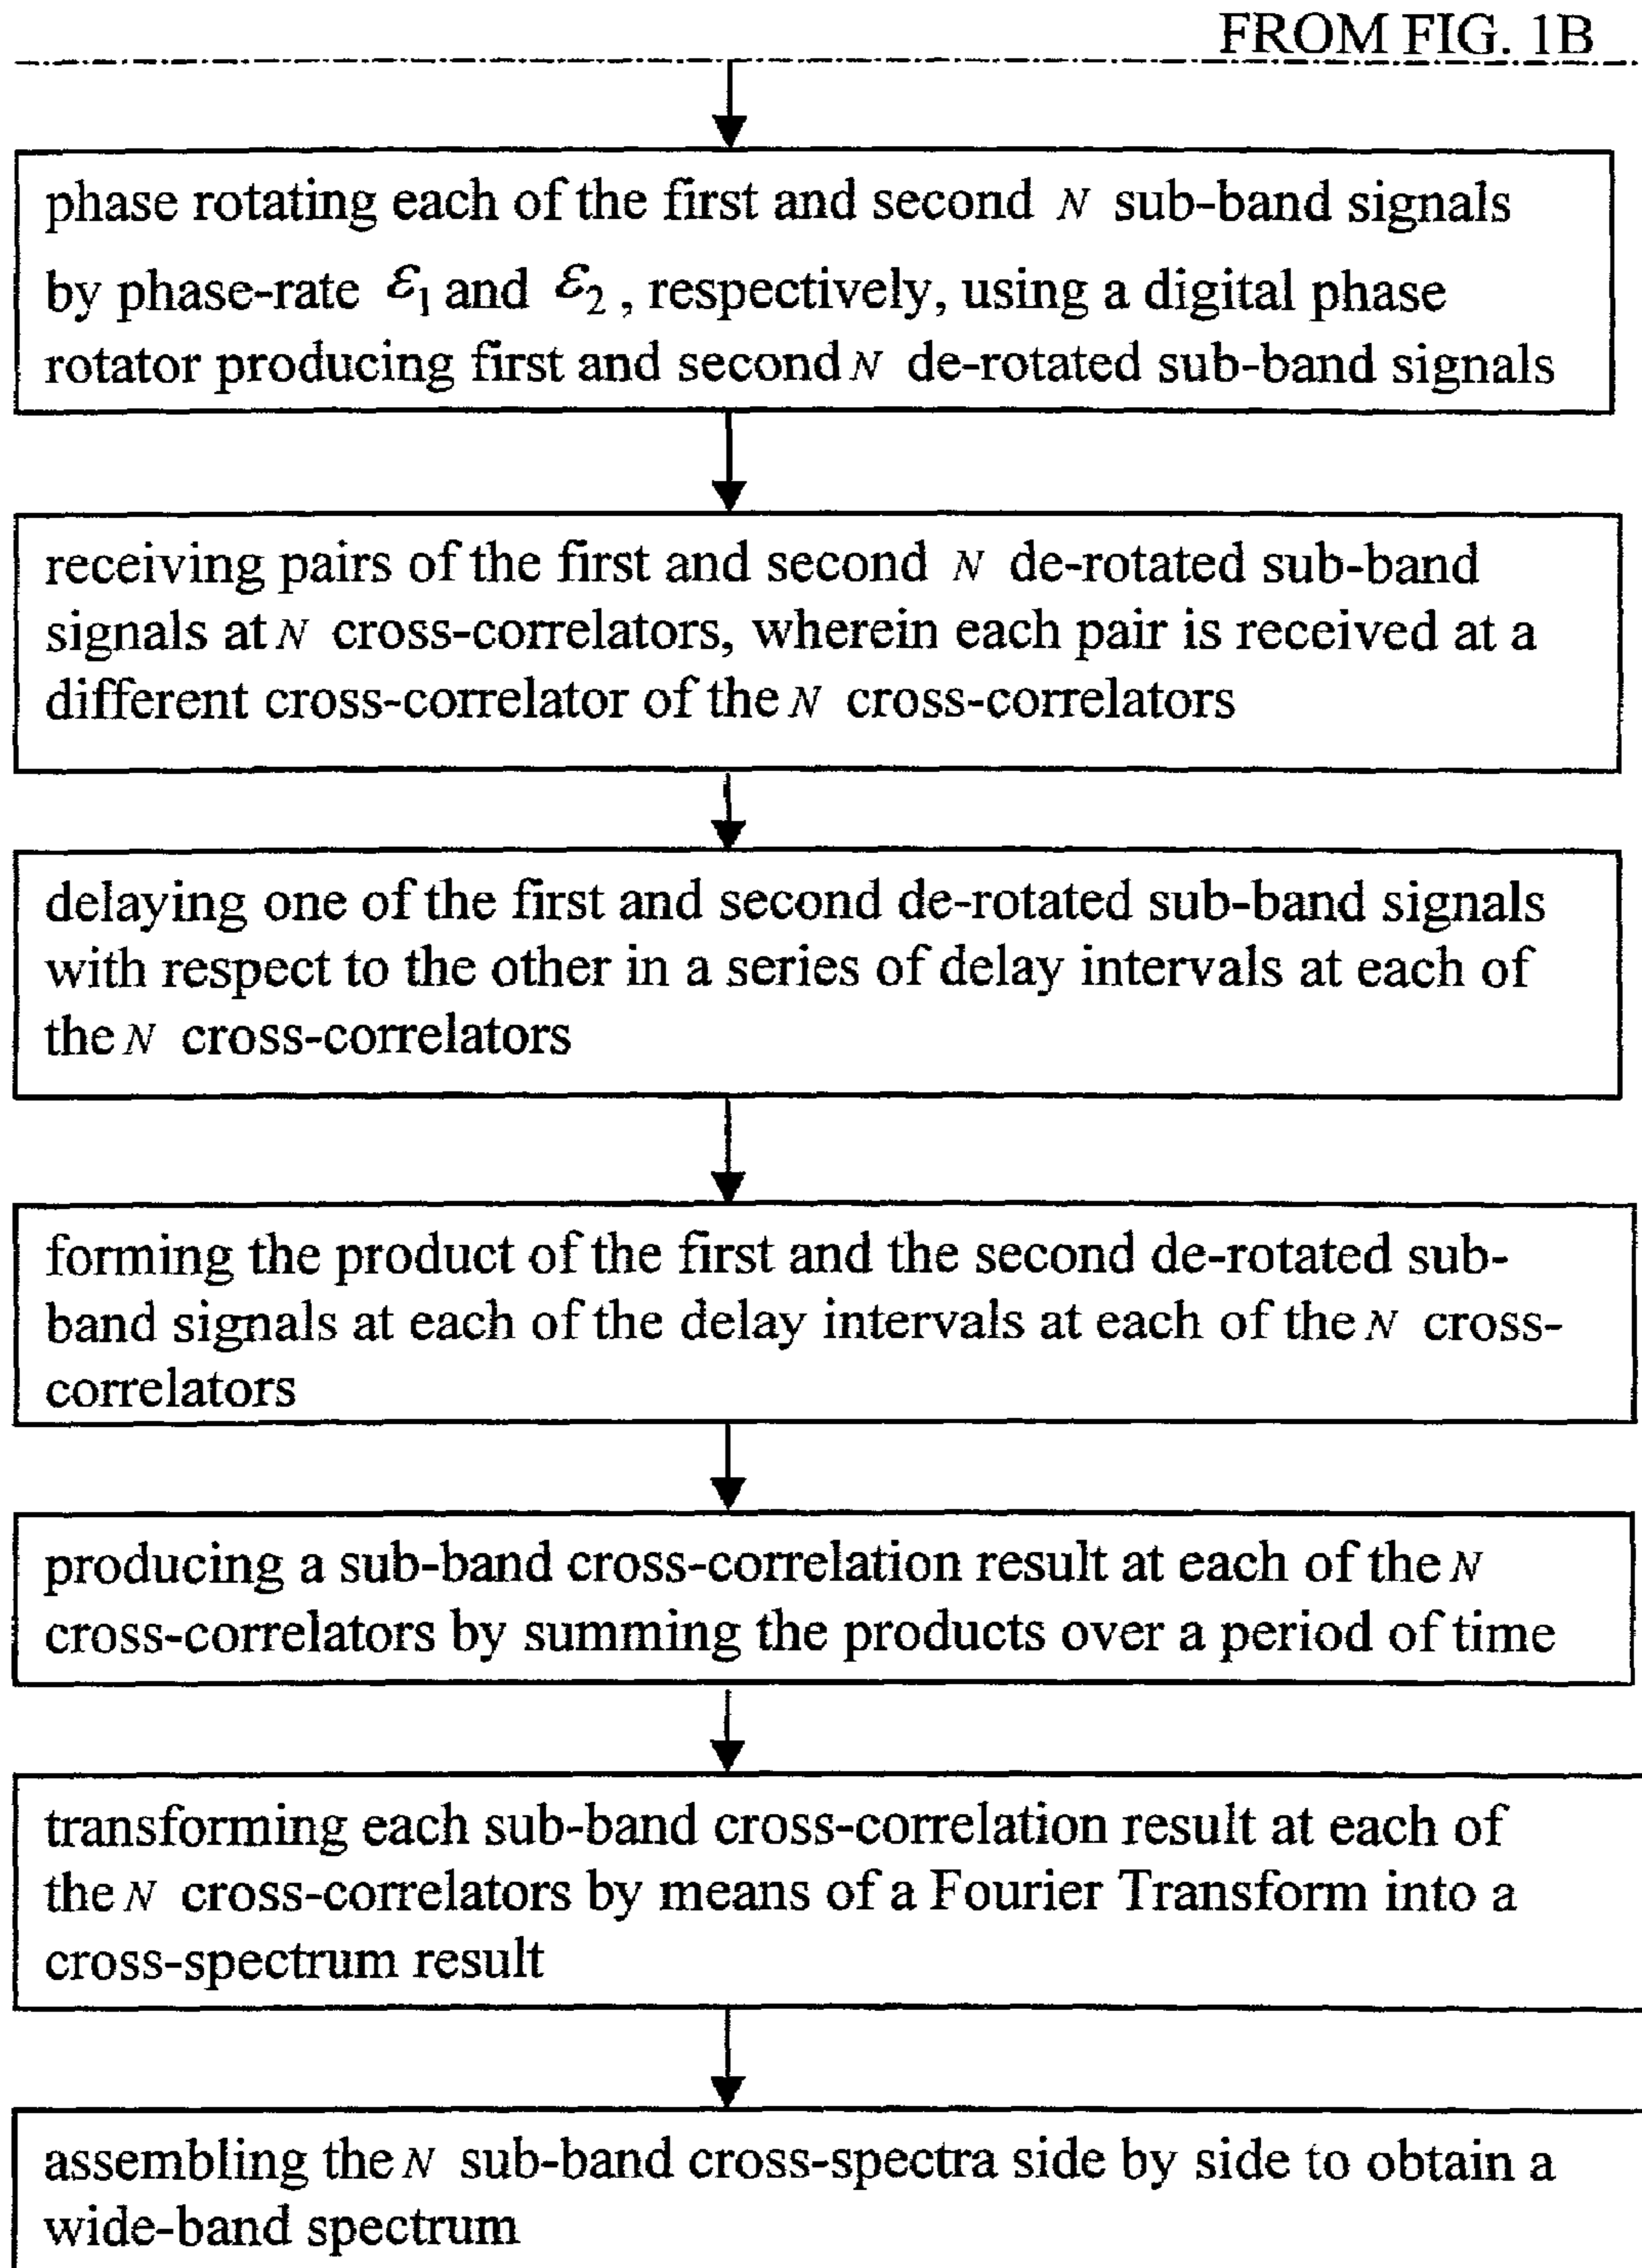 FROM FIG. 1B
phase rotating each of the first and second N sub-band signals
by phase-rate ε₁ and ε₂, respectively, using a digital phase
rotator producing first and second N de-rotated sub-band signals
receiving pairs of the first and second N de-rotated sub-band
signals at N cross-correlators, wherein each pair is received at a
different cross-correlator of the N cross-correlators
delaying one of the first and second de-rotated sub-band signals
with respect to the other in a series of delay intervals at each of
the N cross-correlators
forming the product of the first and the second de-rotated sub-
band signals at each of the delay intervals at each of the N cross-
correlators
producing a sub-band cross-correlation result at each of the N
cross-correlators by summing the products over a period of time
transforming each sub-band cross-correlation result at each of
the N cross-correlators by means of a Fourier Transform into a
cross-spectrum result
assembling the N sub-band cross-spectra side by side to obtain a
wide-band spectrum